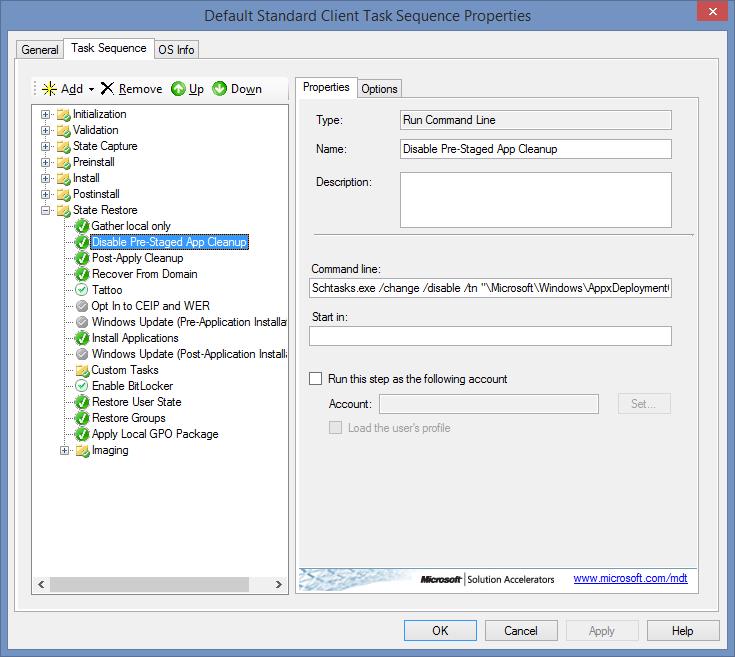 Default Standard Client Task Sequence Properties
General Task Sequence OS Info
Add Remove Up Down
Initialization
Validation
State Capture
Preinstall
Install
Postinstall
State Restore
Gather local only
Disable Pre-Staged App Cleanup
Post-Apply Cleanup
Recover From Domain
Tattoo
Opt In to CEIP and WER
Windows Update (Pre-Application Installa
Install Applications
Windows Update (Post-Application Install
Custom Tasks
Enable BitLocker
Restore User State
Restore Groups
Apply Local GPO Package
Imaging
Properties Options
Type: Run Command Line
Name: Disable Pre-Staged App Cleanup
Description:
Command line:
Schtasks.exe /change /disable /tn "\Microsoft\Windows\AppxDeployment
Start in:
Run this step as the following account
Account: Set...
Load the user's profile
Microsoft Solution Accelerators www.microsoft.com/mdt
OK Cancel Apply Help